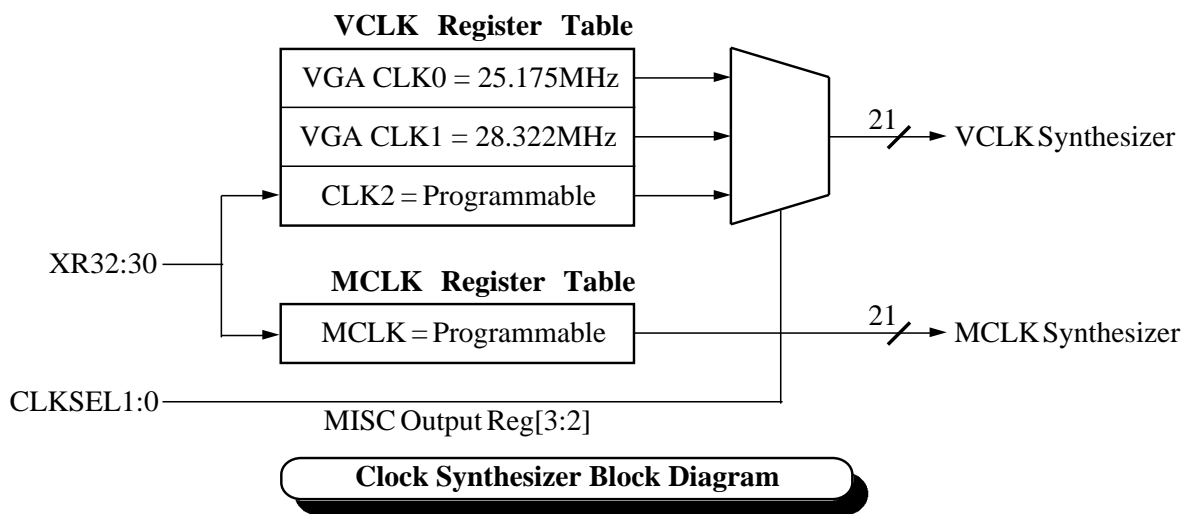 VCLK Register Table
VGA CLK0 = 25.175MHz
VGA CLK1 = 28.322MHz
CLK2 = Programmable
21
VCLK Synthesizer
XR32:30
MCLK Register Table
MCLK = Programmable
21
MCLK Synthesizer
CLKSEL1:0
MISC Output Reg[3:2]
Clock Synthesizer Block Diagram